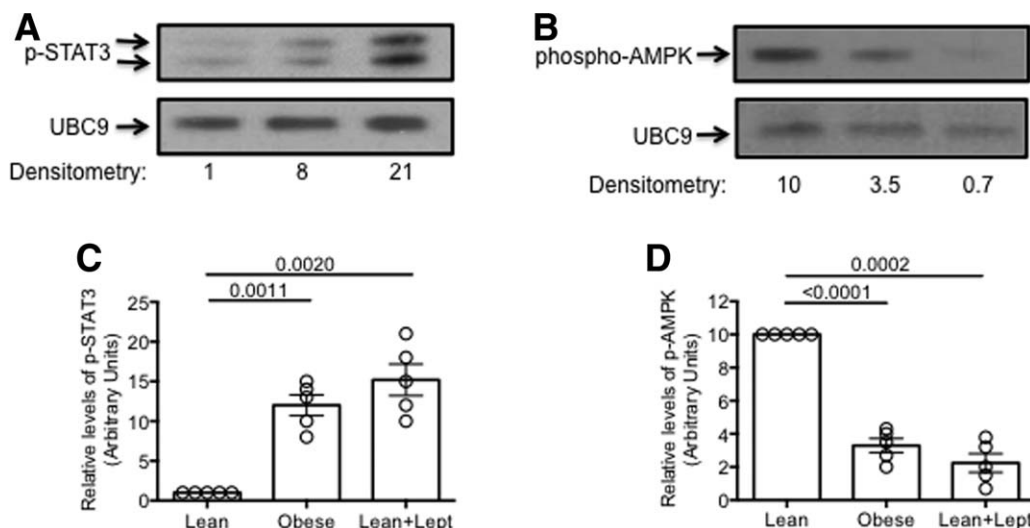 A
p-STAT3
UBC9
Densitometry: 1 8 21
B
phospho-AMPK
UBC9
Densitometry: 10 3.5 0.7
C
0.0020
0.0011
Relative levels of p-STAT3
(Arbitrary Units)
25
20
15
10
5
0
Lean Obese Lean+Lept
D
0.0002
<0.0001
Relative levels of p-AMPK
(Arbitrary Units)
12
10
8
6
4
2
0
Lean Obese Lean+Lept